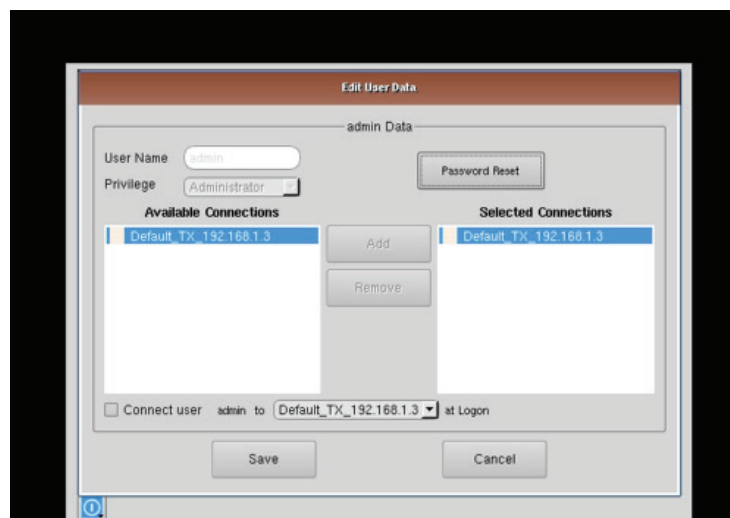 Edit User Data
admin Data
User Name admin
Password Reset
Privilege Administrator
Available Connections
Selected Connections
Default_TX_192.168.1.3
Default_TX_192.168.1.3
Add
Remove
Connect user admin to Default_TX_192.168.1.3 at Logon
Save
Cancel